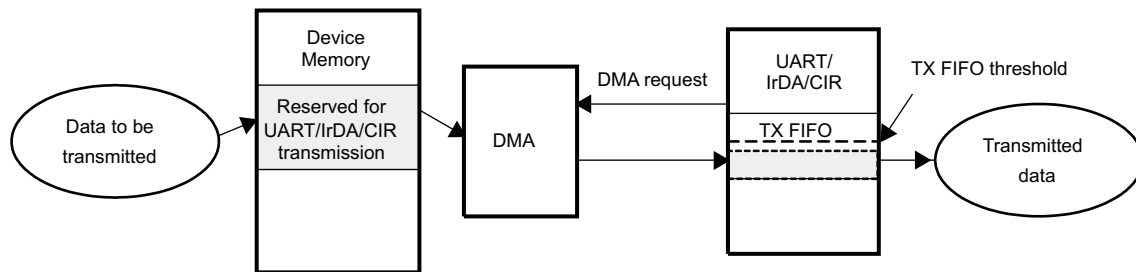 Data to be
transmitted
Device
Memory
Reserved for
UART/IrDA/CIR
transmission
DMA
DMA request
UART/
IrDA/CIR
TX FIFO
TX FIFO threshold
Transmitted
data